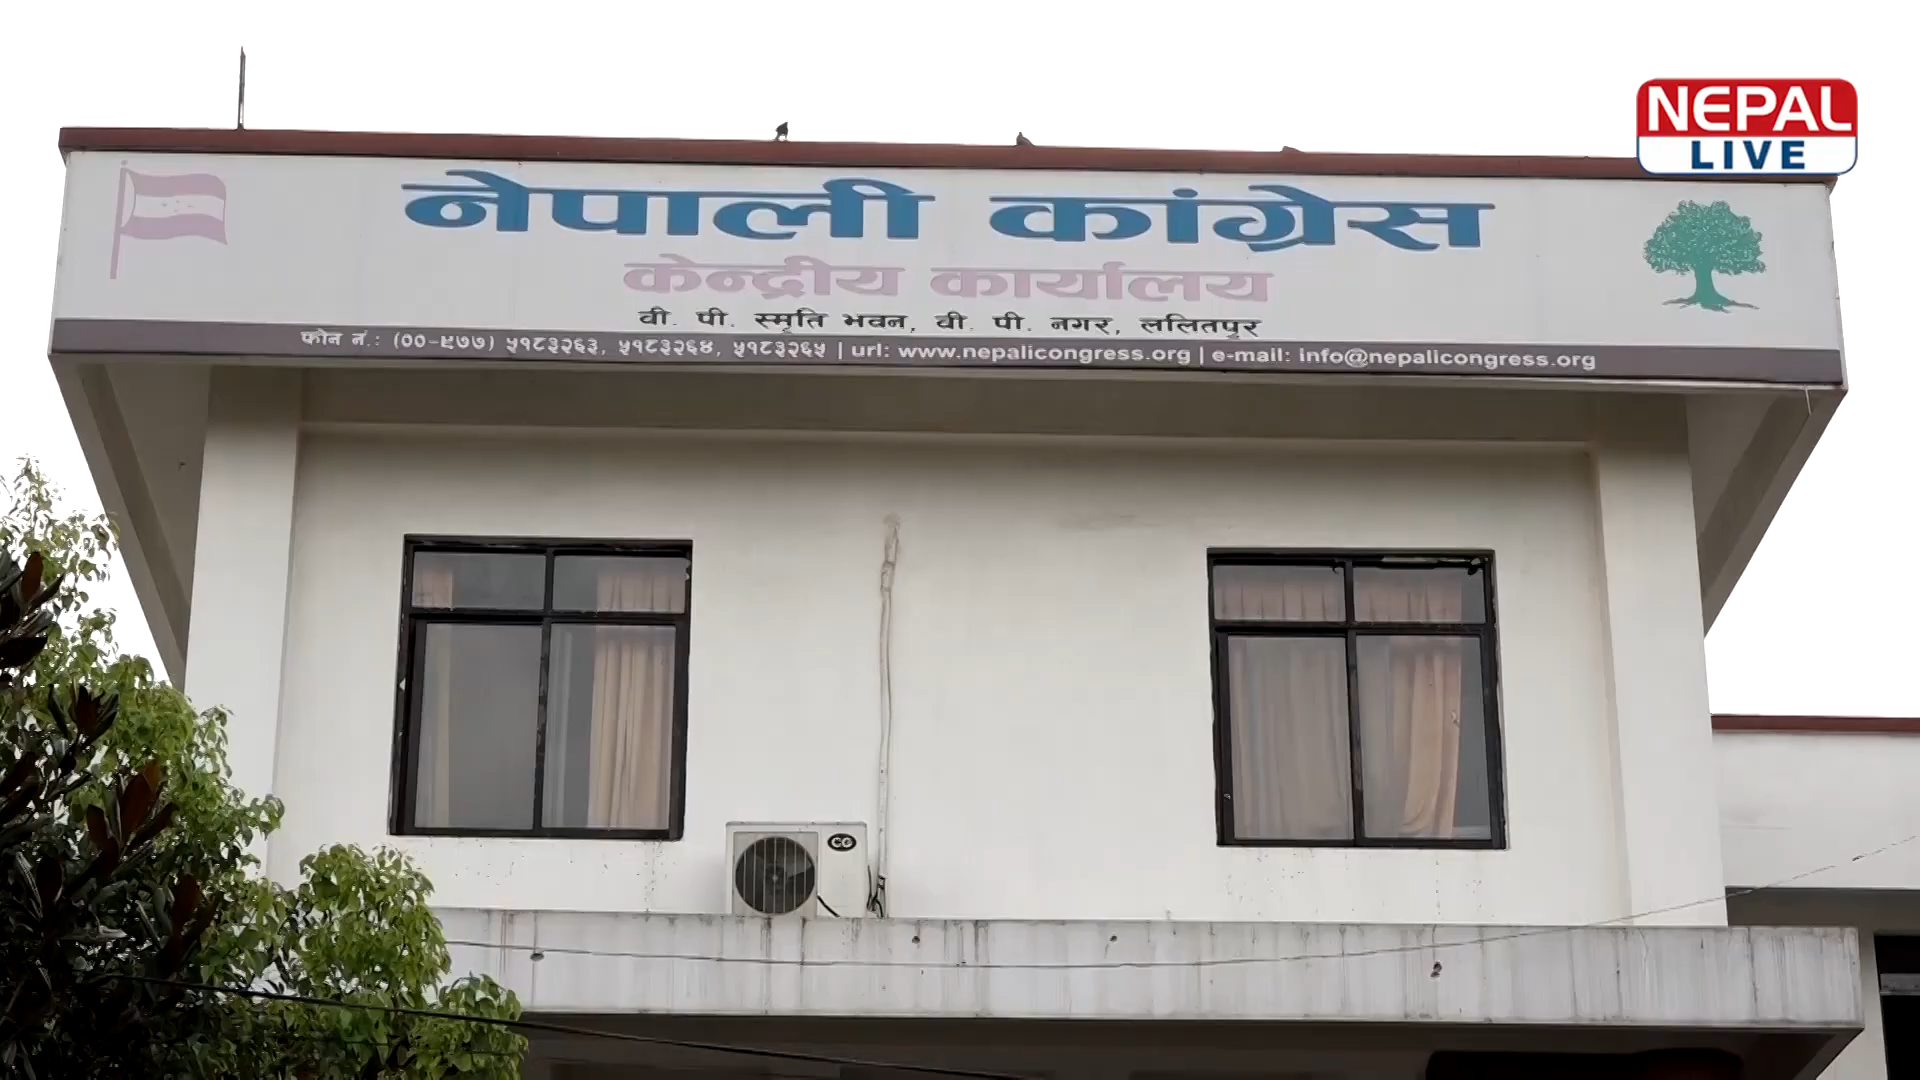 NEPAL
LIVE
नेपाली कांग्रेस
केन्द्रीय कार्यालय
वी. पी. स्मृति भवन, वी. पी. नगर, ललितपुर
फोन नं.: (००-९७७) ५१८३२६३, ५१८३२६४, ५१८३२६५ | url: www.nepalicongress.org | e-mail: info@nepalicongress.org
CG